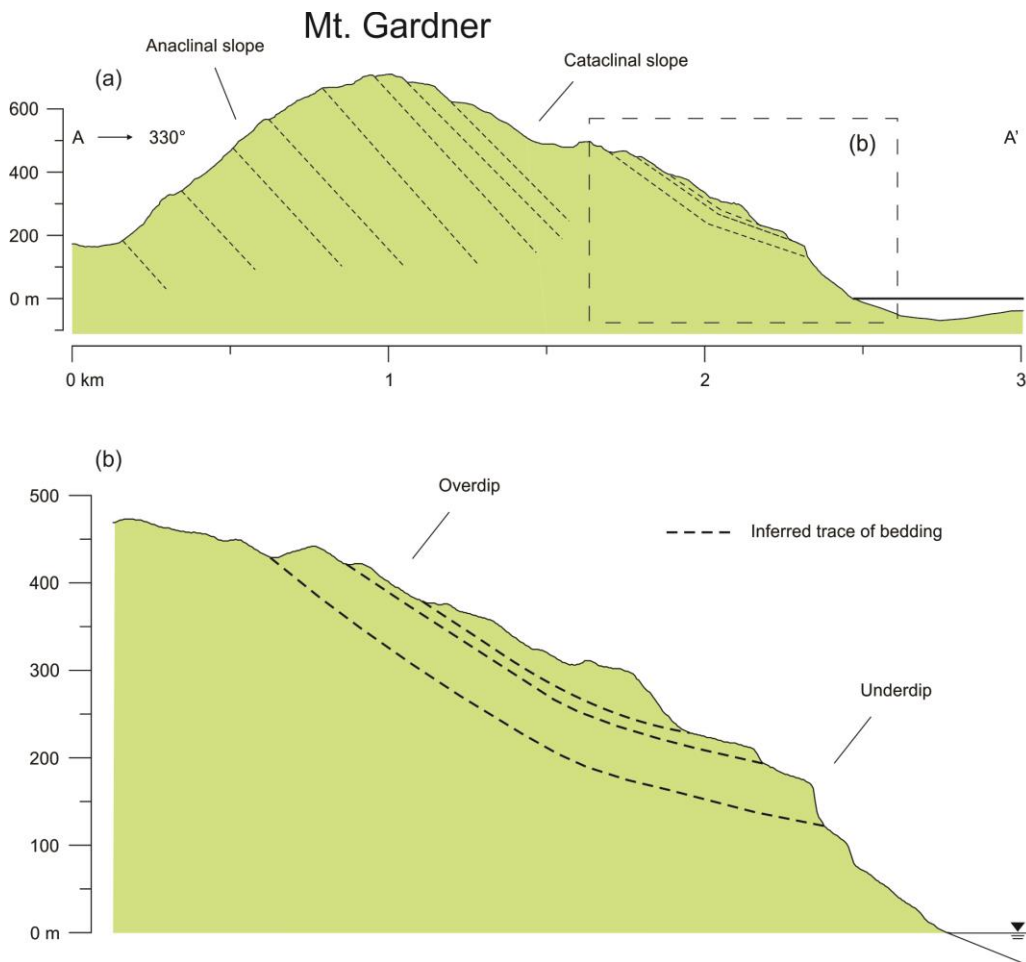 Mt. Gardner
Anaclinal slope
Cataclinal slope
(a)
600
A
330°
(b)
A'
400
200
0 m
0 km
1
2
3
(b)
500
Overdip
Inferred trace of bedding
400
300
Underdip
200
100
0 m